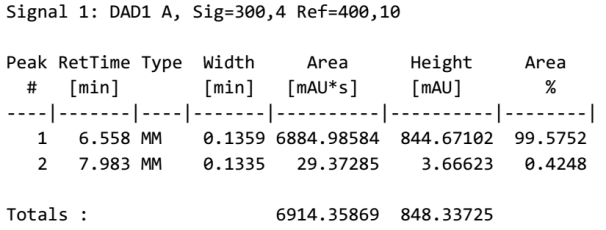 Signal 1: DAD1 A, Sig=300,4 Ref=400,10
Peak RetTime Type  Width     Area      Height     Area
  #   [min]        [min]   [mAU*s]     [mAU]        %
----|-------|----|-------|----------|----------|--------|
   1   6.558 MM    0.1359 6884.98584  844.67102  99.5752
   2   7.983 MM    0.1335   29.37285    3.66623   0.4248
Totals :                  6914.35869  848.33725